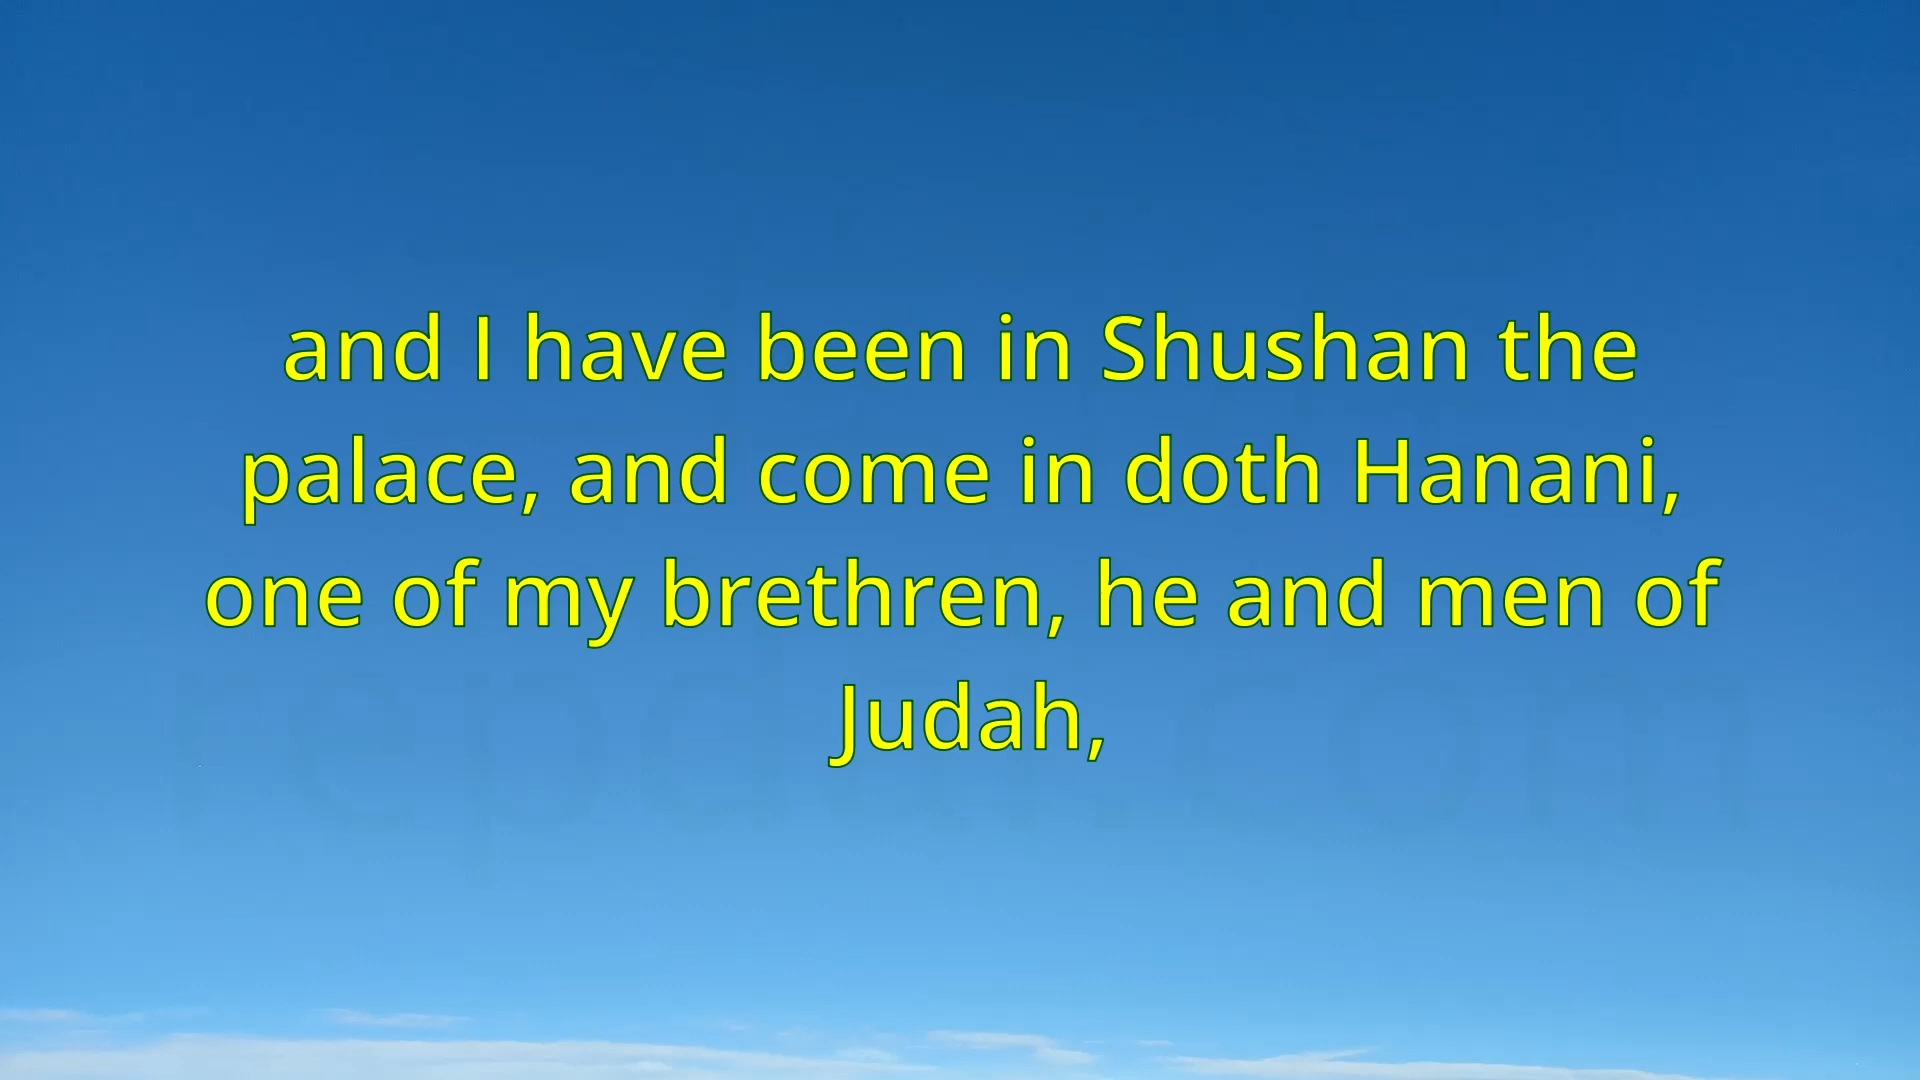 and I have been in Shushan the
palace, and come in doth Hanani,
one of my brethren, he and men of
Judah,